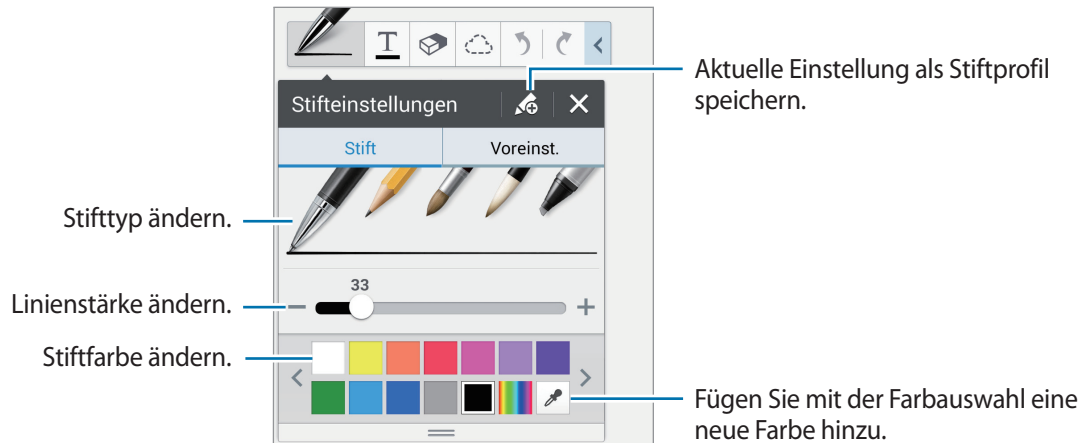 T
Aktuelle Einstellung als Stiftprofil
speichern.
Stifteinstellungen
Stift Voreinst.
Stifttyp ändern.
33
Linienstärke ändern.
Stiftfarbe ändern.
Fügen Sie mit der Farbauswahl eine
neue Farbe hinzu.